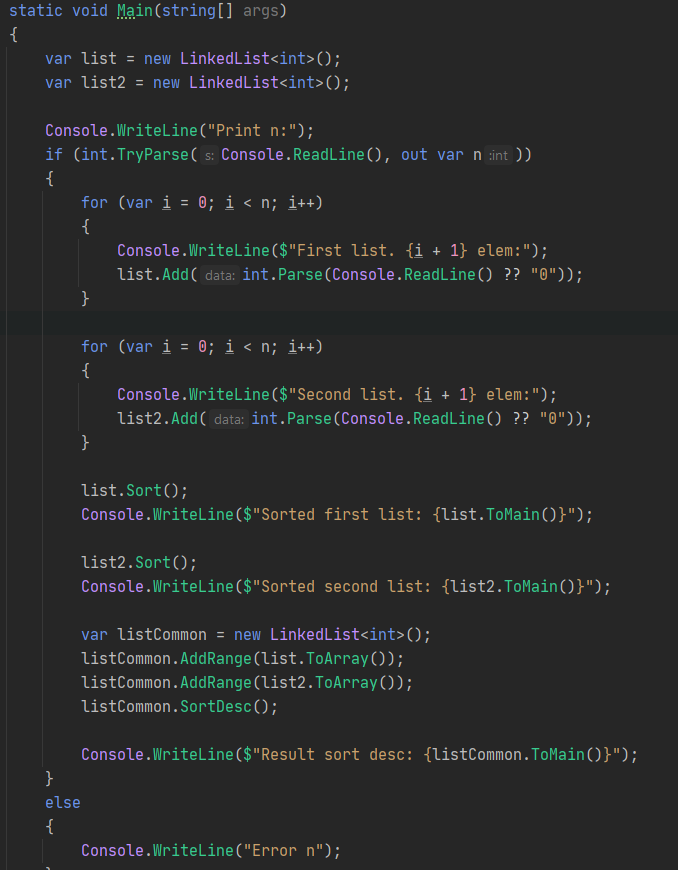 static void Main(string[] args)
{
    var list = new LinkedList<int>();
    var list2 = new LinkedList<int>();

    Console.WriteLine("Print n:");
    if (int.TryParse( s: Console.ReadLine(), out var n :int ))
    {
        for (var i = 0; i < n; i++)
        {
            Console.WriteLine($"First list. {i + 1} elem:");
            list.Add( data: int.Parse(Console.ReadLine() ?? "0"));
        }

        for (var i = 0; i < n; i++)
        {
            Console.WriteLine($"Second list. {i + 1} elem:");
            list2.Add( data: int.Parse(Console.ReadLine() ?? "0"));
        }

        list.Sort();
        Console.WriteLine($"Sorted first list: {list.ToMain()}");

        list2.Sort();
        Console.WriteLine($"Sorted second list: {list2.ToMain()}");

        var listCommon = new LinkedList<int>();
        listCommon.AddRange(list.ToArray());
        listCommon.AddRange(list2.ToArray());
        listCommon.SortDesc();

        Console.WriteLine($"Result sort desc: {listCommon.ToMain()}");
    }
    else
    {
        Console.WriteLine("Error n");